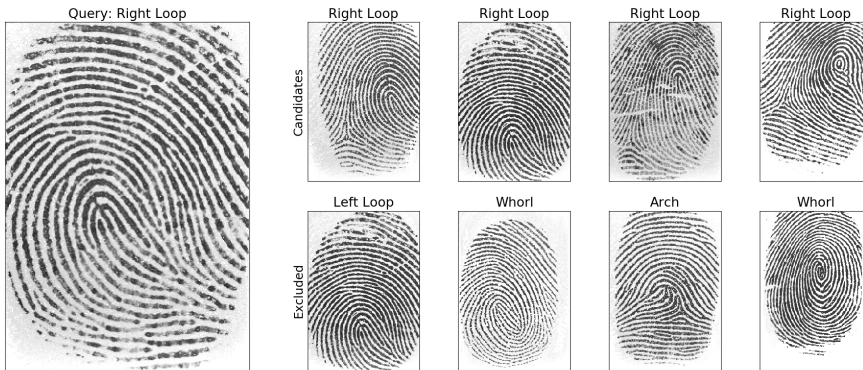 Query: Right Loop
Right Loop
Right Loop
Right Loop
Right Loop
Candidates
Left Loop
Whorl
Arch
Whorl
Excluded